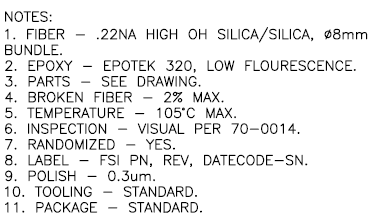 NOTES:
1. FIBER – .22NA HIGH OH SILICA/SILICA, ø8mm
BUNDLE.
2. EPOXY – EPOTEK 320, LOW FLOURESCENCE.
3. PARTS – SEE DRAWING.
4. BROKEN FIBER – 2% MAX.
5. TEMPERATURE – 105°C MAX.
6. INSPECTION – VISUAL PER 70–0014.
7. RANDOMIZED – YES.
8. LABEL – FSI PN, REV, DATECODE–SN.
9. POLISH – 0.3um.
10. TOOLING – STANDARD.
11. PACKAGE – STANDARD.